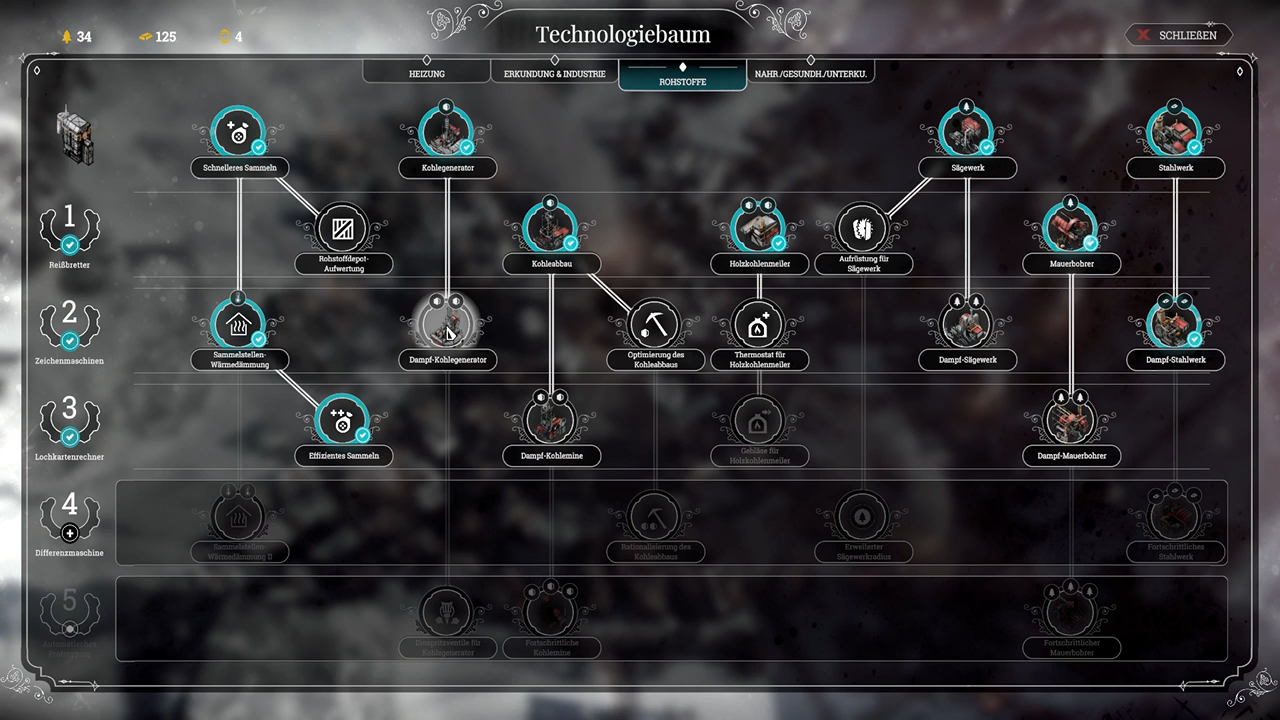 34
125
4
Technologiebaum
SCHLIEßEN
HEIZUNG
ERKUNDUNG & INDUSTRIE
ROHSTOFFE
NAHR./GESUNDH./UNTERKU.
Schnelleres Sammeln
Kohlegenerator
Sägewerk
Stahlwerk
1
Reißbretter
Rohstoffdepot-
Aufwertung
Kohleabbau
Holzkohlenmeiler
Aufrüstung für
Sägewerk
Mauerbohrer
2
Zeichenmaschinen
Sammelstellen-
Wärmedämmung
Dampf-Kohlegenerator
Optimierung des
Kohleabbaus
Thermostat für
Holzkohlenmeiler
Dampf-Sägewerk
Dampf-Stahlwerk
3
Lochkartenrechner
Effizientes Sammeln
Dampf-Kohlemine
Gebläse für
Holzkohlenmeiler
Dampf-Mauerbohrer
4
Differenzmaschine
Sammelstellen-
Wärmedämmung II
Rationalisierung des
Kohleabbaus
Erweiterter
Sägewerkradius
Fortschrittliches
Stahlwerk
5
Einspritzventile für
Kohlegenerator
Fortschrittliche
Kohlemine
Fortschrittlicher
Mauerbohrer